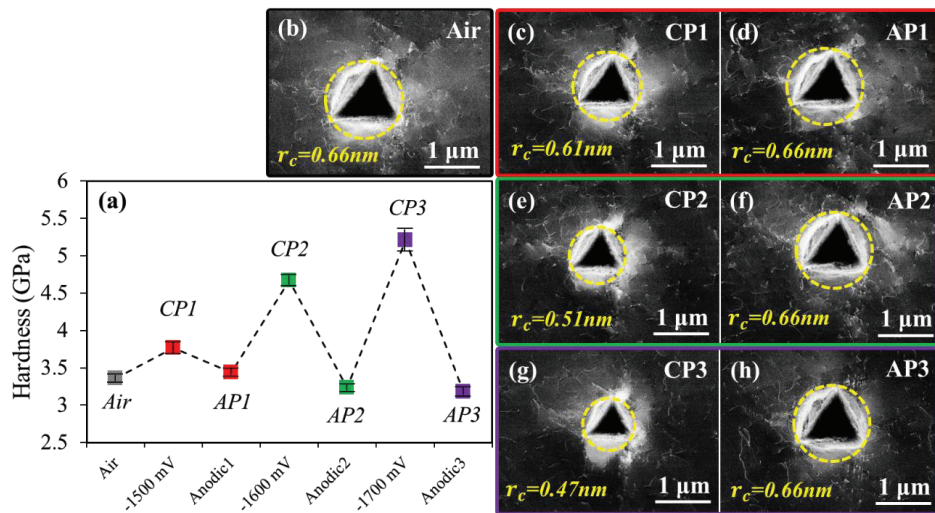 (b)
Air
r_c=0.66nm
1 μm
(c)
CP1
r_c=0.61nm
1 μm
(d)
AP1
r_c=0.66nm
1 μm
(e)
CP2
r_c=0.51nm
1 μm
(f)
AP2
r_c=0.66nm
1 μm
(g)
CP3
r_c=0.47nm
1 μm
(h)
AP3
r_c=0.66nm
1 μm
(a)
Hardness (GPa)
6
5.5
5
4.5
4
3.5
3
2.5
Air
CP1
AP1
CP2
AP2
CP3
AP3
Air
-1500 mV
Anodic1
-1600 mV
Anodic2
-1700 mV
Anodic3